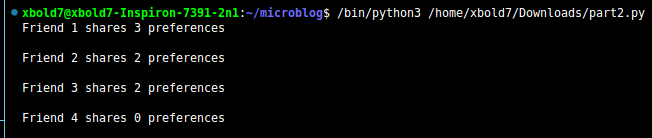 xbold7@xbold7-Inspiron-7391-2n1:~/microblog$ /bin/python3 /home/xbold7/Downloads/part2.py
Friend 1 shares 3 preferences
Friend 2 shares 2 preferences
Friend 3 shares 2 preferences
Friend 4 shares 0 preferences